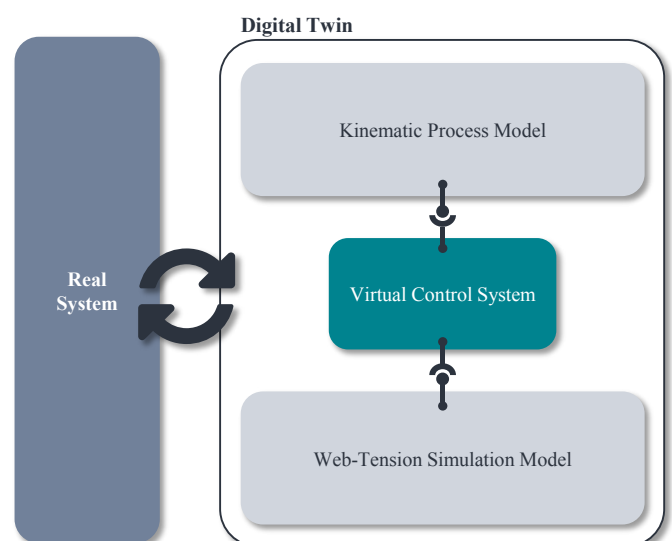 Digital Twin
Kinematic Process Model
Real
System
Virtual Control System
Web-Tension Simulation Model